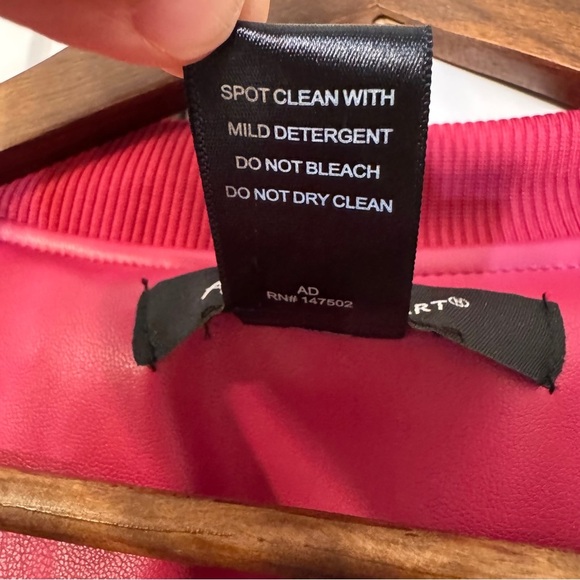 SPOT CLEAN WITH
MILD DETERGENT
DO NOT BLEACH
DO NOT DRY CLEAN
AD
RN# 147502